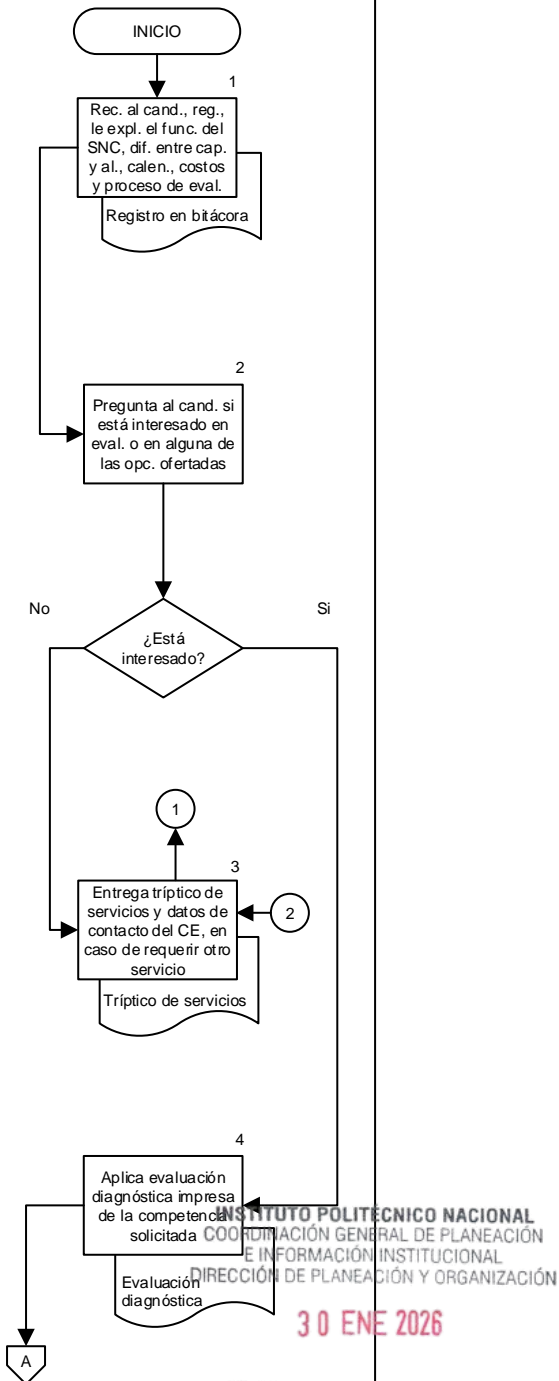 INICIO
1
Rec. al cand., reg.,
le expl. el func. del
SNC, dif. entre cap.
y al., calen., costos
y proceso de eval.
Registro en bitácora
2
Pregunta al cand. si
está interesado en
eval. o en alguna de
las opc. ofertadas
No
Si
¿Está
interesado?
1
3
Entrega tríptico de
servicios y datos de
contacto del CE, en
caso de requerir otro
servicio
2
Tríptico de servicios
4
Aplica evaluación
diagnóstica impresa
de la competencia
solicitada
Evaluación
diagnóstica
INSTITUTO POLITÉCNICO NACIONAL
COORDINACIÓN GENERAL DE PLANEACIÓN
E INFORMACIÓN INSTITUCIONAL
DIRECCIÓN DE PLANEACIÓN Y ORGANIZACIÓN
30 ENE 2026
A